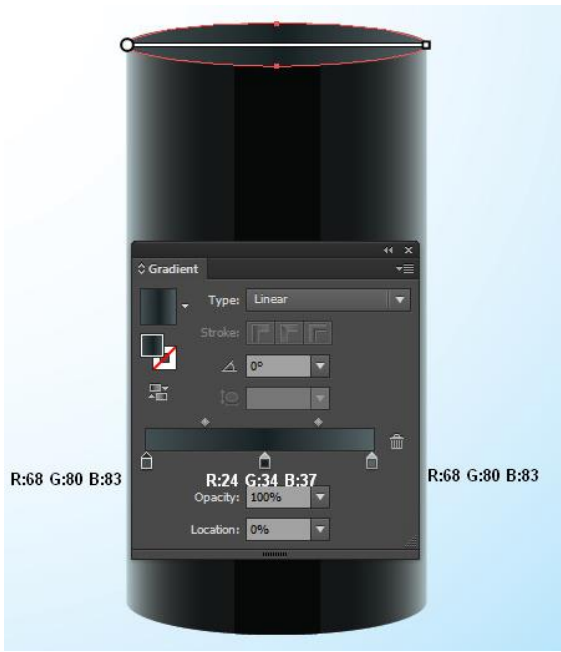 Gradient
Type: Linear
Stroke:
0°
R:68 G:80 B:83
R:24 G:34 B:37
R:68 G:80 B:83
Opacity: 100%
Location: 0%